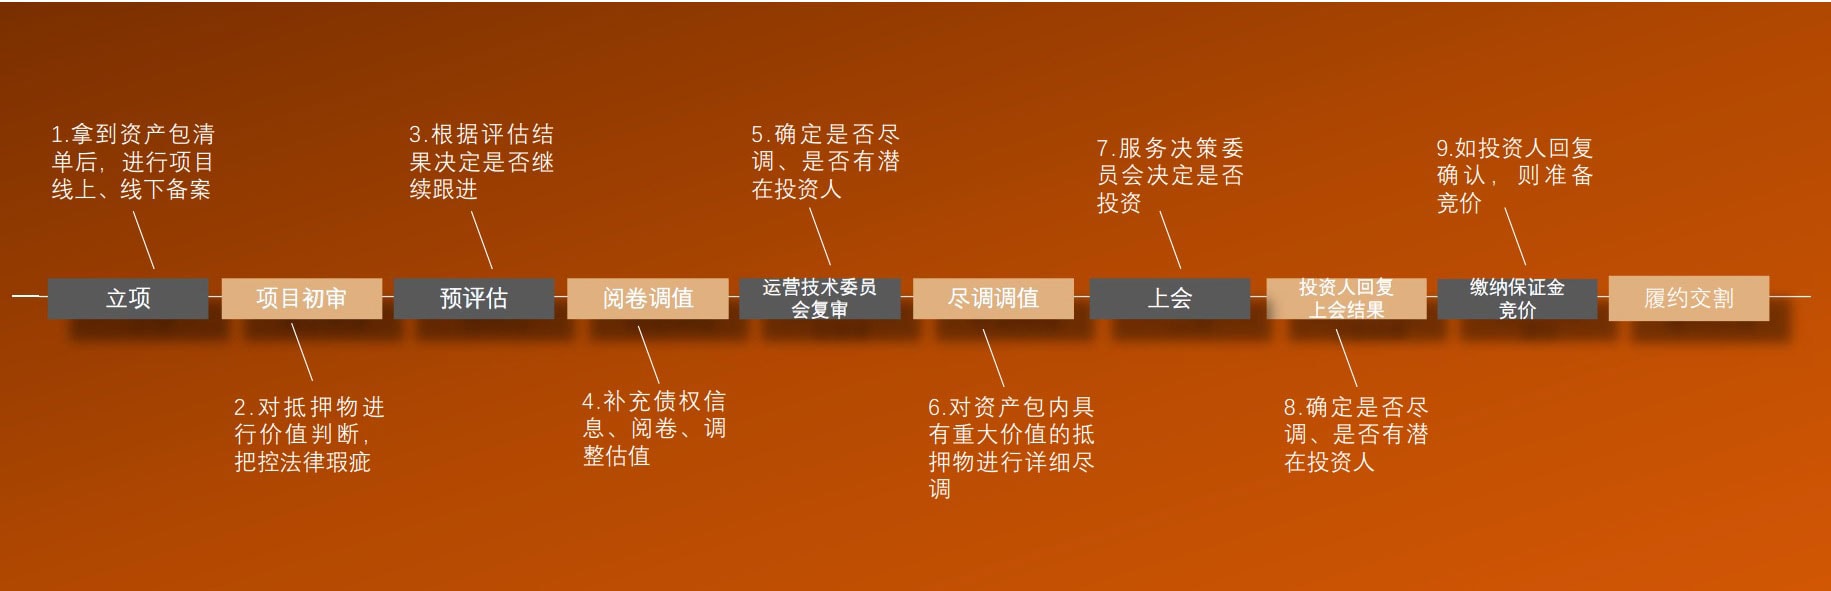 1.拿到资产包清
单后，进行项目
线上、线下备案
3.根据评估结
果决定是否继
续跟进
5.确定是否尽
调、是否有潜
在投资人
7.服务决策委
员会决定是否
投资
9.如投资人回复
确认，则准备
竞价
立项
项目初审
预评估
阅卷调值
运营技术委员
会复审
尽调调值
上会
投资人回复
上会结果
缴纳保证金
竞价
履约交割
2.对抵押物进
行价值判断，
把控法律瑕疵
4.补充债权信
息、阅卷、调
整估值
6.对资产包内具
有重大价值的抵
押物进行详细尽
调
8.确定是否尽
调、是否有潜
在投资人